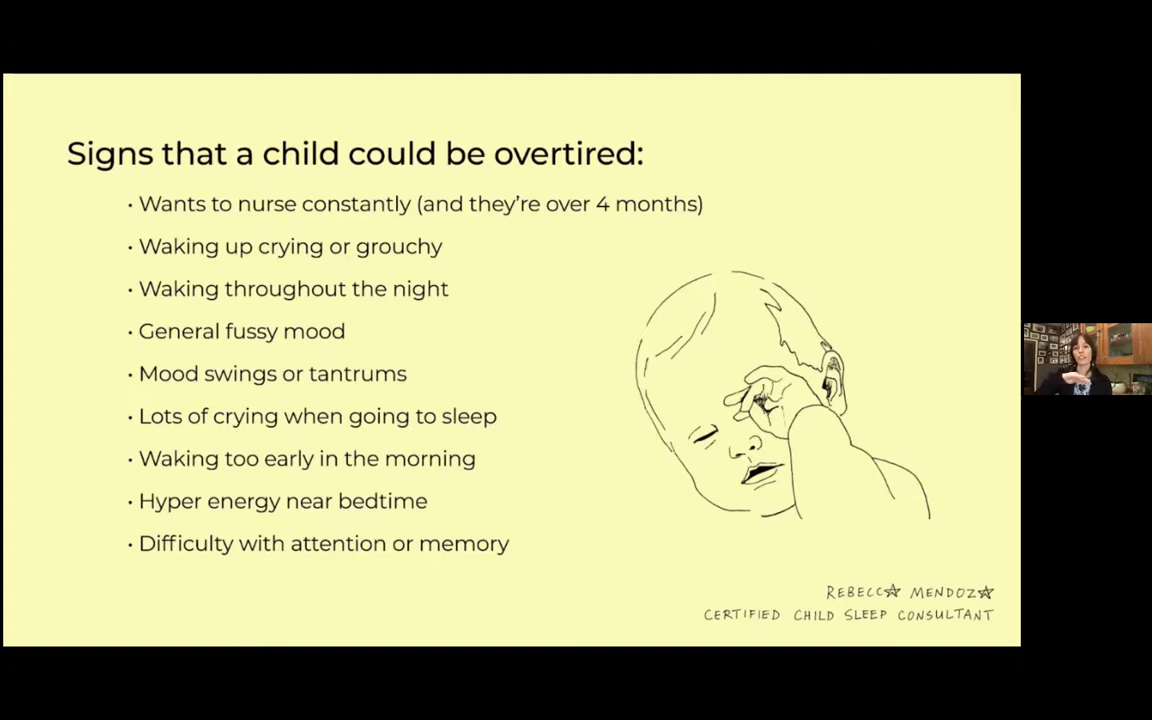 Signs that a child could be overtired:
· Wants to nurse constantly (and they’re over 4 months)
· Waking up crying or grouchy
· Waking throughout the night
· General fussy mood
· Mood swings or tantrums
· Lots of crying when going to sleep
· Waking too early in the morning
· Hyper energy near bedtime
· Difficulty with attention or memory
REBECC☆ MENDOZ☆
CERTIFIED CHILD SLEEP CONSULTANT